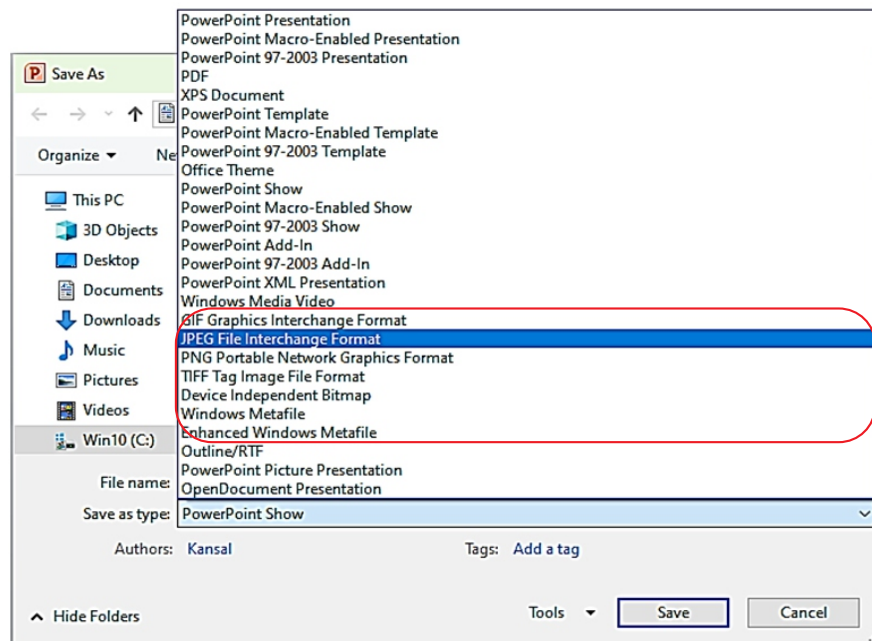 PowerPoint Presentation
PowerPoint Macro-Enabled Presentation
PowerPoint 97-2003 Presentation
PDF
XPS Document
PowerPoint Template
PowerPoint Macro-Enabled Template
PowerPoint 97-2003 Template
Office Theme
PowerPoint Show
PowerPoint Macro-Enabled Show
PowerPoint 97-2003 Show
PowerPoint Add-In
PowerPoint 97-2003 Add-In
PowerPoint XML Presentation
Windows Media Video
GIF Graphics Interchange Format
JPEG File Interchange Format
PNG Portable Network Graphics Format
TIFF Tag Image File Format
Device Independent Bitmap
Windows Metafile
Enhanced Windows Metafile
Outline/RTF
PowerPoint Picture Presentation
OpenDocument Presentation
Save As
Organize
This PC
3D Objects
Desktop
Documents
Downloads
Music
Pictures
Videos
Win10 (C:)
File name:
Save as type: PowerPoint Show
Authors: Kansal Tags: Add a tag
Hide Folders Tools Save Cancel